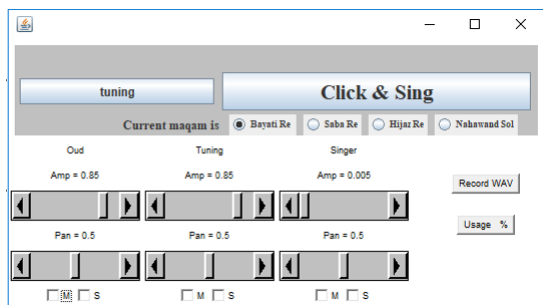 tuning Click & Sing
Current maqam is Bayati Re Saba Re Hijaz Re Nahawand Sol
Oud Tuning Singer
Amp = 0.85 Amp = 0.85 Amp = 0.005
Record WAV
Usage %
Pan = 0.5 Pan = 0.5 Pan = 0.5
M S M S M S